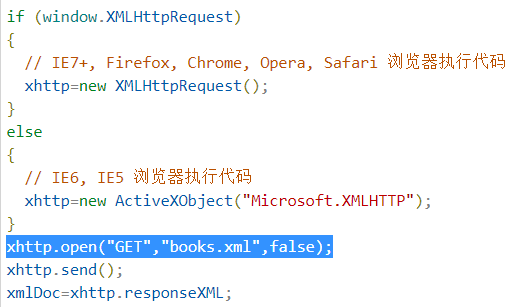 if (window.XMLHttpRequest)
{
  // IE7+, Firefox, Chrome, Opera, Safari 浏览器执行代码
  xhttp=new XMLHttpRequest();
}
else
{
  // IE6, IE5 浏览器执行代码
  xhttp=new ActiveXObject("Microsoft.XMLHTTP");
}
xhttp.open("GET","books.xml",false);
xhttp.send();
xmlDoc=xhttp.responseXML;